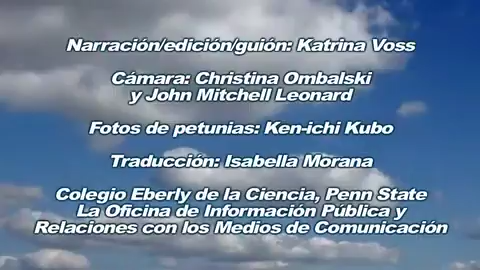 Narración/edición/guión: Katrina Voss
Cámara: Christina Ombalski
y John Mitchell Leonard
Fotos de petunias: Ken-ichi Kubo
Traducción: Isabella Morana
Colegio Eberly de la Ciencia, Penn State
La Oficina de Información Pública y
Relaciones con los Medios de Comunicación